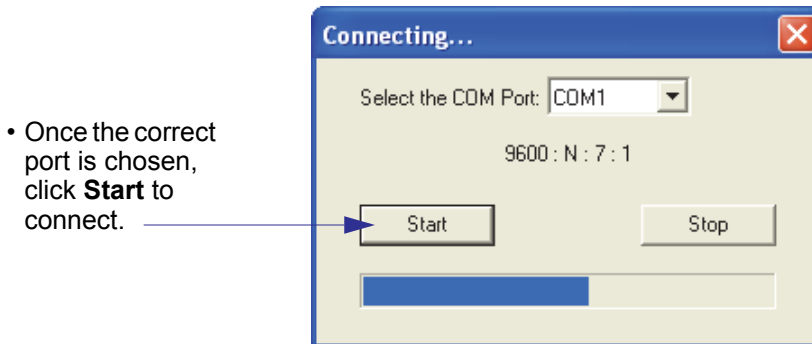 Connecting...
Select the COM Port: COM1
9600 : N : 7 : 1
• Once the correct
port is chosen,
click Start to
connect.
Start Stop